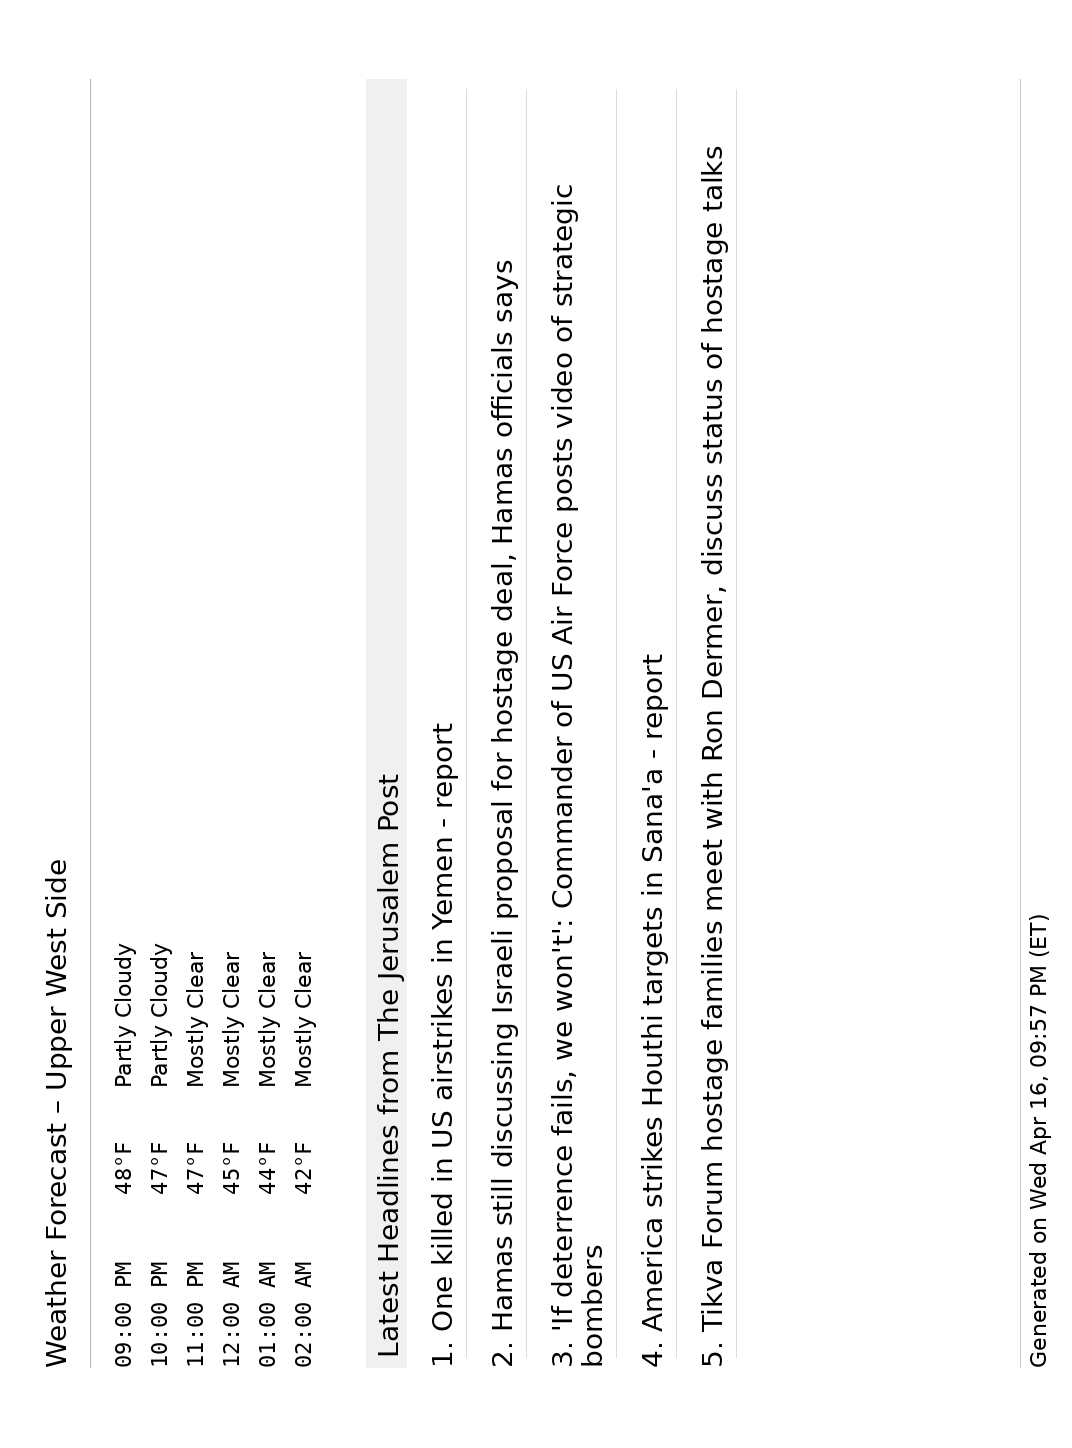 Weather Forecast – Upper West Side
09:00 PM 48°F Partly Cloudy
10:00 PM 47°F Partly Cloudy
11:00 PM 47°F Mostly Clear
12:00 AM 45°F Mostly Clear
01:00 AM 44°F Mostly Clear
02:00 AM 42°F Mostly Clear
Latest Headlines from The Jerusalem Post
1. One killed in US airstrikes in Yemen - report
2. Hamas still discussing Israeli proposal for hostage deal, Hamas officials says
3. 'If deterrence fails, we won't': Commander of US Air Force posts video of strategic
bombers
4. America strikes Houthi targets in Sana'a - report
5. Tikva Forum hostage families meet with Ron Dermer, discuss status of hostage talks
Generated on Wed Apr 16, 09:57 PM (ET)